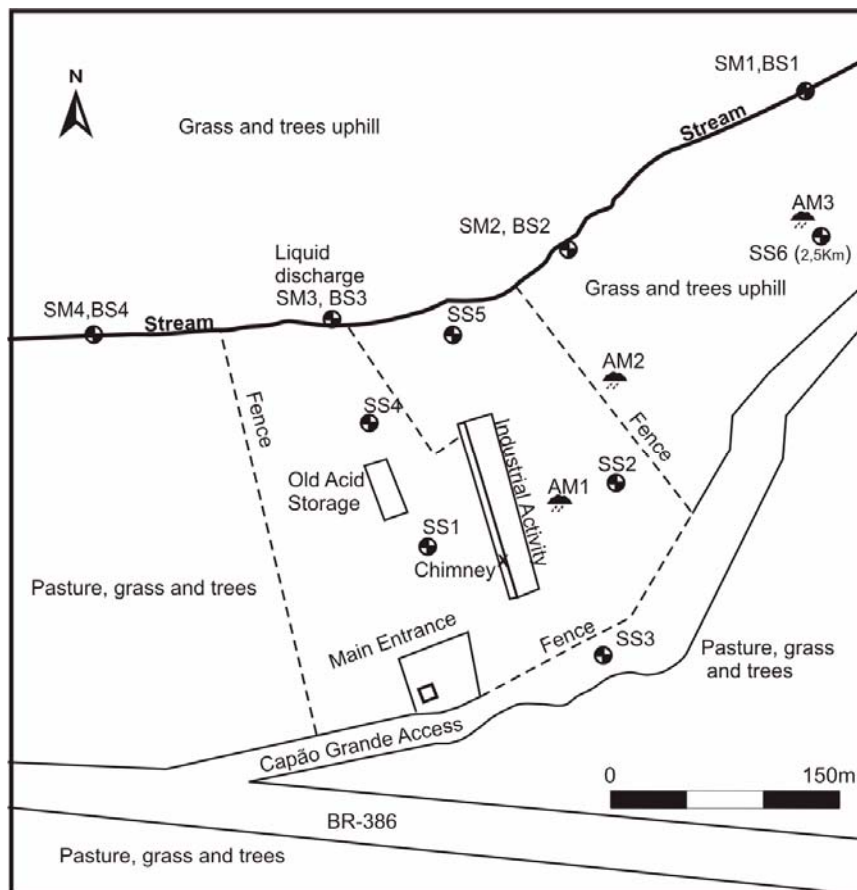 SM1,BS1
N
Grass and trees uphill
Stream
AM3
SM2, BS2
SS6 (2,5Km)
Liquid
discharge
SM3, BS3
Grass and trees uphill
SM4,BS4
Stream
SS5
AM2
Fence
SS4
Fence
Industrial Activity
Old Acid
Storage
SS2
AM1
SS1
Chimney
X
Pasture, grass and trees
Main Entrance
Fence
SS3
Pasture, grass
and trees
Capão Grande Access
0
150m
BR-386
Pasture, grass and trees